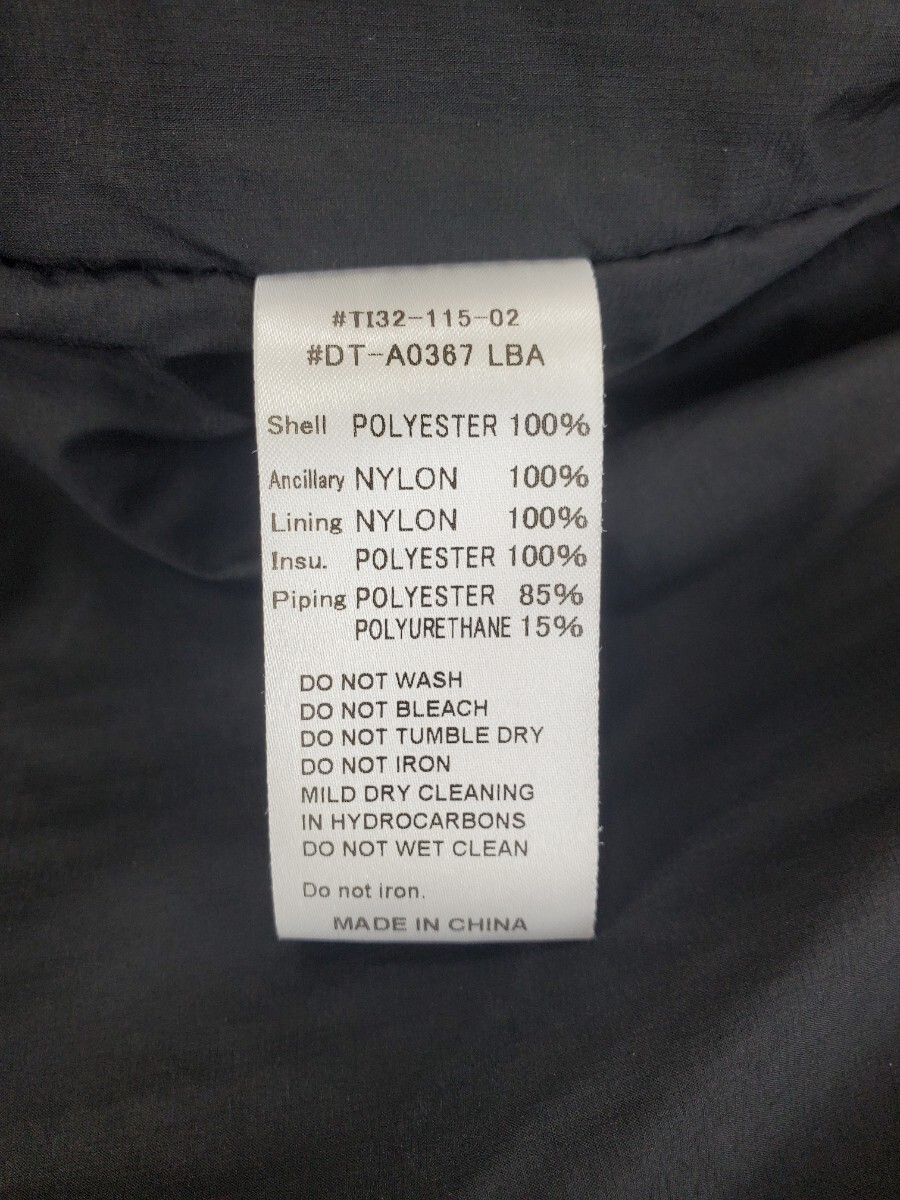 #TI32-115-02
#DT-A0367 LBA
Shell POLYESTER 100%
Ancillary NYLON 100%
Lining NYLON 100%
Insu. POLYESTER 100%
Piping POLYESTER 85%
POLYURETHANE 15%
DO NOT WASH
DO NOT BLEACH
DO NOT TUMBLE DRY
DO NOT IRON
MILD DRY CLEANING
IN HYDROCARBONS
DO NOT WET CLEAN
Do not iron.
MADE IN CHINA